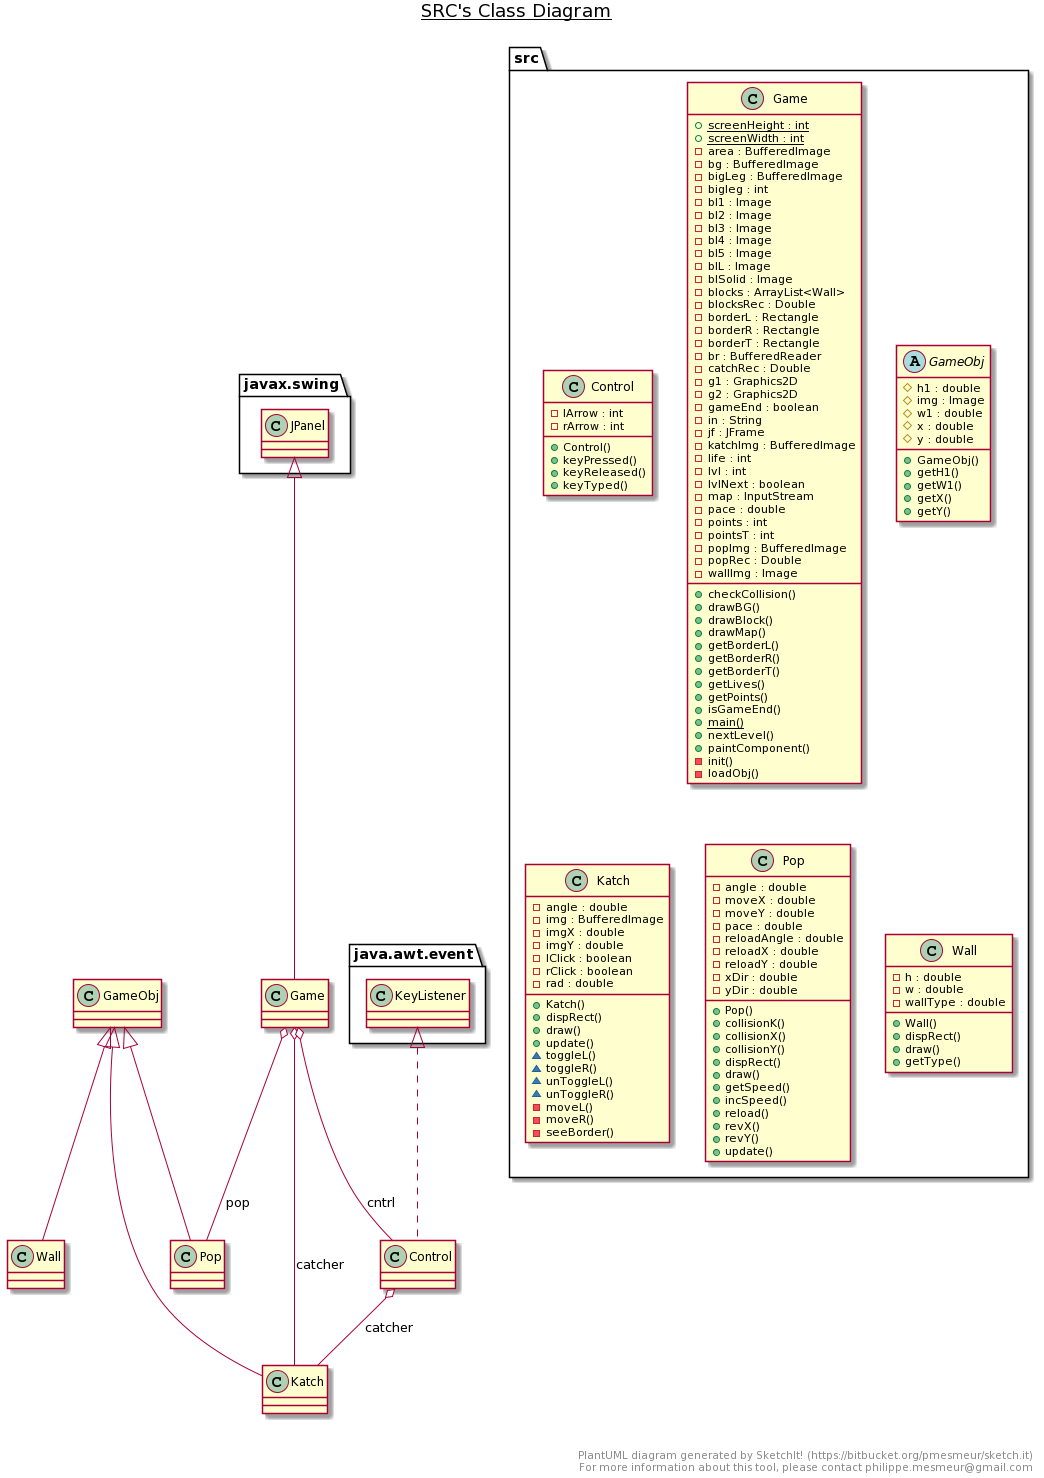 SRC's Class Diagram
src
C Game
screenHeight : int
screenWidth : int
area : BufferedImage
bg : BufferedImage
bigLeg : BufferedImage
bigleg : int
bl1 : Image
bl2 : Image
bl3 : Image
bl4 : Image
bl5 : Image
blL : Image
blSolid : Image
blocks : ArrayList<Wall>
blocksRec : Double
borderL : Rectangle
borderR : Rectangle
borderT : Rectangle
br : BufferedReader
catchRec : Double
g1 : Graphics2D
g2 : Graphics2D
gameEnd : boolean
in : String
jf : JFrame
katchImg : BufferedImage
life : int
lvl : int
lvlNext : boolean
map : InputStream
pace : double
points : int
pointsT : int
popImg : BufferedImage
popRec : Double
wallImg : Image
checkCollision()
drawBG()
drawBlock()
drawMap()
getBorderL()
getBorderR()
getBorderT()
getLives()
getPoints()
isGameEnd()
main()
nextLevel()
paintComponent()
init()
loadObj()
C Control
lArrow : int
rArrow : int
Control()
keyPressed()
keyReleased()
keyTyped()
A GameObj
h1 : double
img : Image
w1 : double
x : double
y : double
GameObj()
getH1()
getW1()
getX()
getY()
C Katch
angle : double
img : BufferedImage
imgX : double
imgY : double
lClick : boolean
rClick : boolean
rad : double
Katch()
dispRect()
draw()
update()
toggleL()
toggleR()
unToggleL()
unToggleR()
moveL()
moveR()
seeBorder()
C Pop
angle : double
moveX : double
moveY : double
pace : double
reloadAngle : double
reloadX : double
reloadY : double
xDir : double
yDir : double
Pop()
collisionK()
collisionX()
collisionY()
dispRect()
draw()
getSpeed()
incSpeed()
reload()
revX()
revY()
update()
C Wall
h : double
w : double
wallType : double
Wall()
dispRect()
draw()
getType()
javax.swing
C JPanel
java.awt.event
C GameObj
C Game
C KeyListener
pop
cntrl
catcher
C Wall
C Pop
C Control
catcher
C Katch
PlantUML diagram generated by SketchIt! (https://bitbucket.org/pmesmeur/sketch.it)
For more information about this tool, please contact philippe.mesmeur@gmail.com